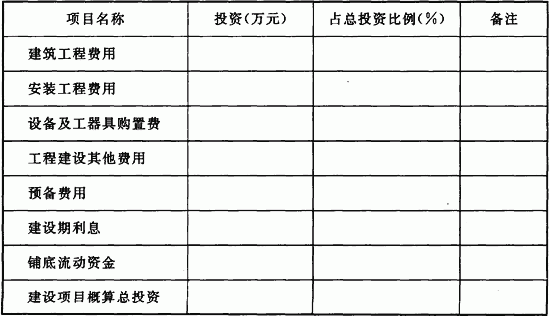 项目名称 投资(万元) 占总投资比例(%) 备注
建筑工程费用
安装工程费用
设备及工器具购置费
工程建设其他费用
预备费用
建设期利息
铺底流动资金
建设项目概算总投资